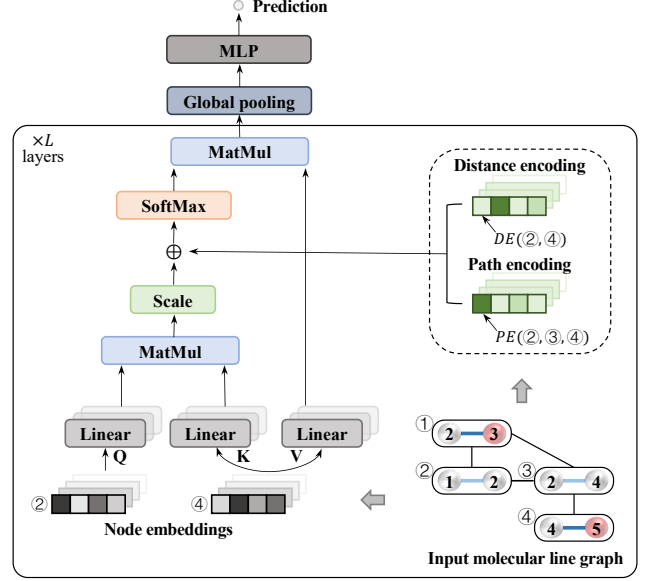 Prediction
MLP
Global pooling
×L
layers
MatMul
Distance encoding
SoftMax
DE(②,④)
⊕
Path encoding
Scale
PE(②,③,④)
MatMul
①
Linear Linear Linear
2 3
Q K V
② ③
1 2 2 4
② ④
④
4 5
Node embeddings
Input molecular line graph